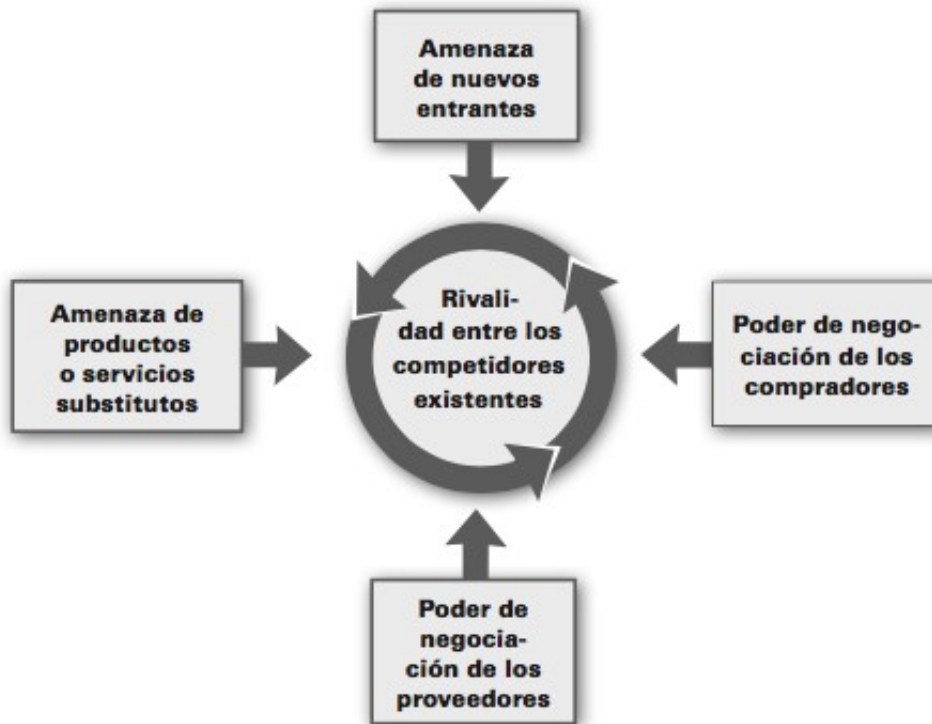 Amenaza
de nuevos
entrantes
Amenaza de
productos
o servicios
substitutos
Rivali-
dad entre los
competidores
existentes
Poder de nego-
ciación de los
compradores
Poder de
negocia-
ción de los
proveedores